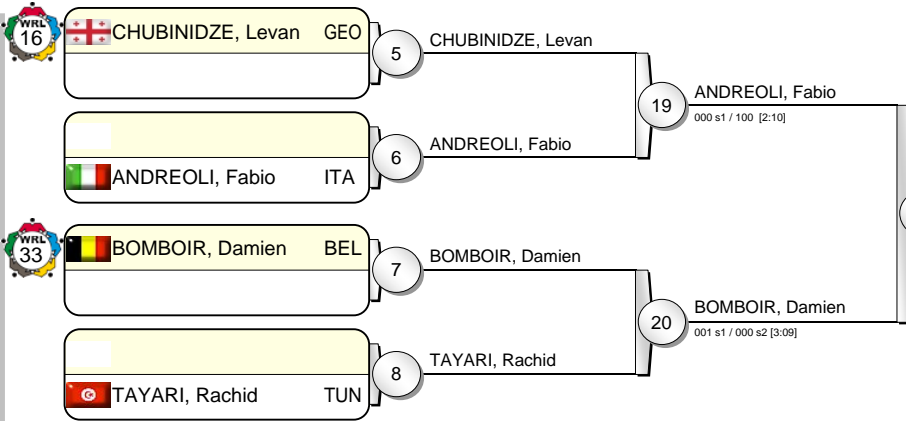 WRL
16
CHUBINIDZE, Levan GEO
5
CHUBINIDZE, Levan
19
ANDREOLI, Fabio
000 s1 / 100 [2:10]
6
ANDREOLI, Fabio
ANDREOLI, Fabio ITA
WRL
33
BOMBOIR, Damien BEL
7
BOMBOIR, Damien
20
BOMBOIR, Damien
001 s1 / 000 s2 [3:09]
8
TAYARI, Rachid
TAYARI, Rachid TUN